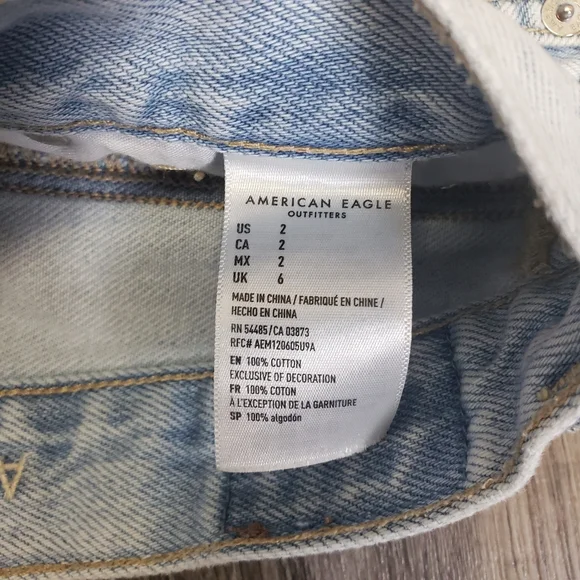 AMERICAN EAGLE
OUTFITTERS
US 2
CA 2
MX 2
UK 6
MADE IN CHINA / FABRIQUÉ EN CHINE /
HECHO EN CHINA
RN 54485/CA 03873
RFC# AEM120605U9A
EN 100% COTTON
EXCLUSIVE OF DECORATION
FR 100% COTON
À L'EXCEPTION DE LA GARNITURE
SP 100% algodón
A